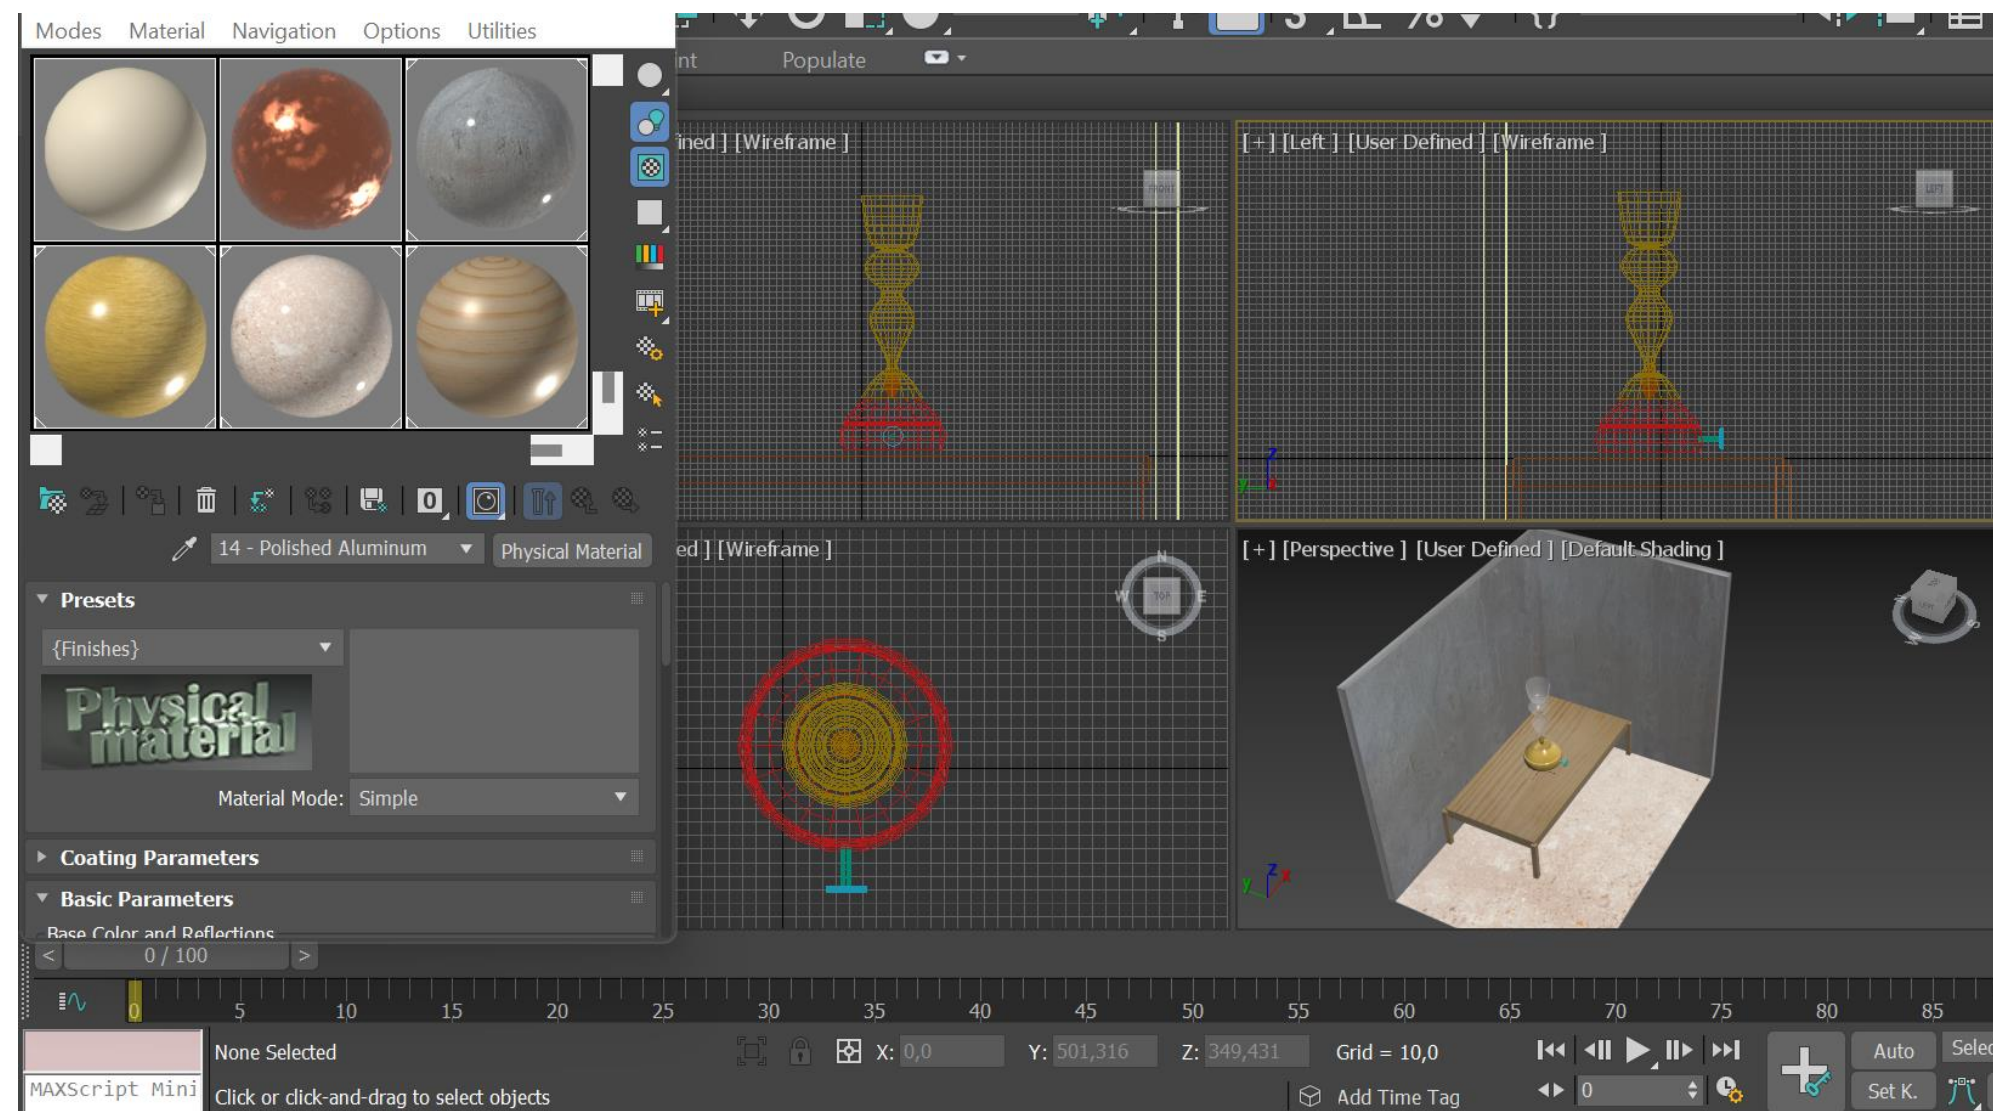 Modes Material Navigation Options Utilities
Populate
[Wireframe ]
[+] [Left ] [User Defined ] [Wireframe ]
FRONT
LEFT
14 - Polished Aluminum
Physical Material
Presets
{Finishes}
Physical
material
Material Mode: Simple
Coating Parameters
Basic Parameters
Base Color and Reflections
[Wireframe ]
N
W
TOP
E
S
[+] [Perspective ] [User Defined ] [Default Shading ]
z
y
x
< 0 / 100 >
0 5 10 15 20 25 30 35 40 45 50 55 60 65 70 75 80 85
None Selected
X: 0,0 Y: 501,316 Z: 349,431 Grid = 10,0
Auto
MAXScript Mini
Click or click-and-drag to select objects
Add Time Tag
0
Set K.